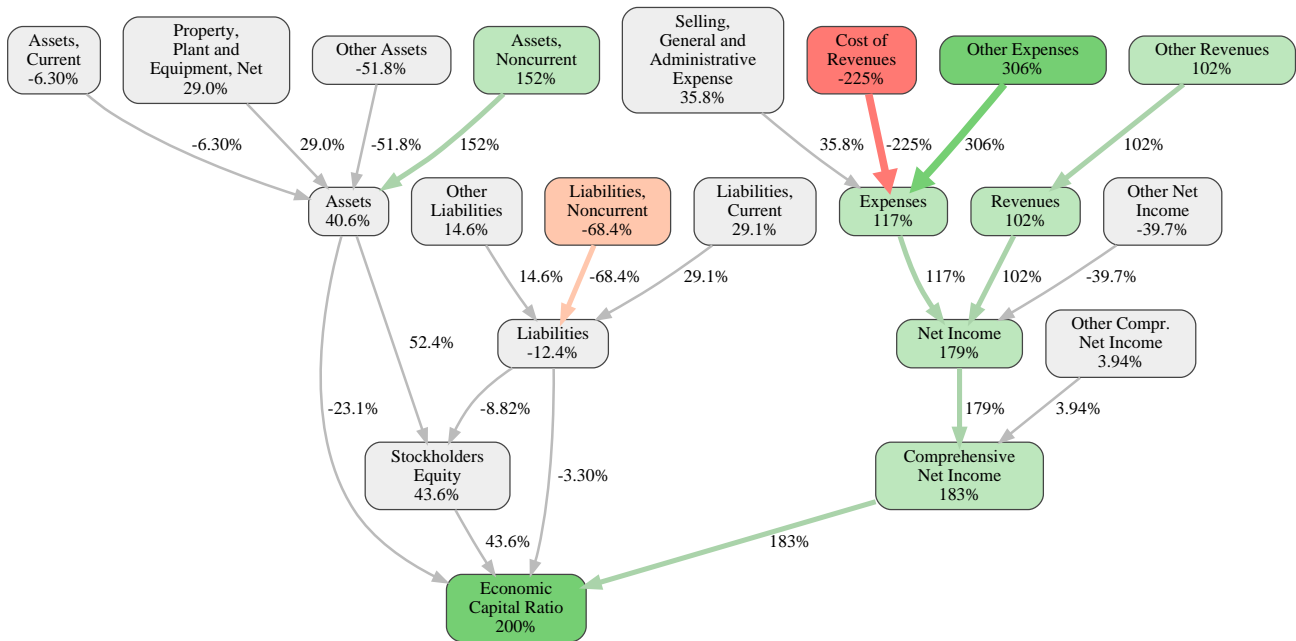 Assets,
Current
-6.30%
Property,
Plant and
Equipment, Net
29.0%
Other Assets
-51.8%
Assets,
Noncurrent
152%
Selling,
General and
Administrative
Expense
35.8%
Cost of
Revenues
-225%
Other Expenses
306%
Other Revenues
102%
-6.30%
29.0%
-51.8%
152%
35.8%
-225%
306%
102%
Assets
40.6%
Other
Liabilities
14.6%
Liabilities,
Noncurrent
-68.4%
Liabilities,
Current
29.1%
Expenses
117%
Revenues
102%
Other Net
Income
-39.7%
14.6%
-68.4%
29.1%
117%
102%
-39.7%
Liabilities
-12.4%
Net Income
179%
Other Compr.
Net Income
3.94%
52.4%
-23.1%
-8.82%
179%
3.94%
Stockholders
Equity
43.6%
-3.30%
Comprehensive
Net Income
183%
43.6%
183%
Economic
Capital Ratio
200%